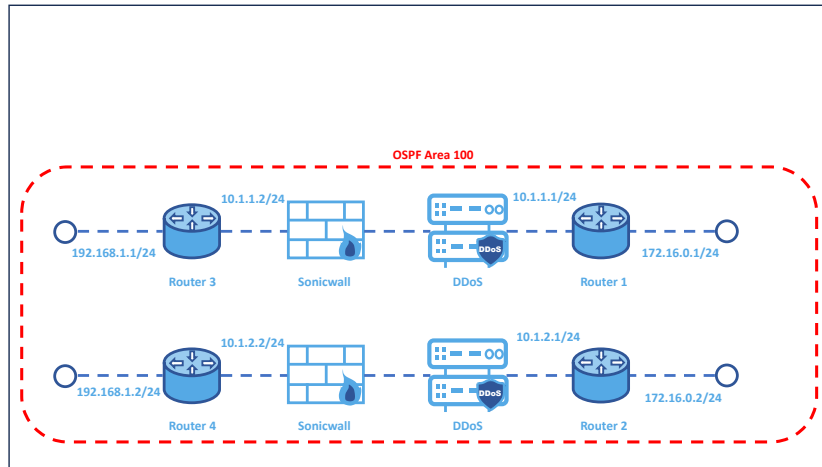 OSPF Area 100
10.1.1.2/24
10.1.1.1/24
DDoS
192.168.1.1/24
172.16.0.1/24
Router 3
Sonicwall
DDoS
Router 1
10.1.2.2/24
10.1.2.1/24
DDoS
192.168.1.2/24
172.16.0.2/24
Router 4
Sonicwall
DDoS
Router 2